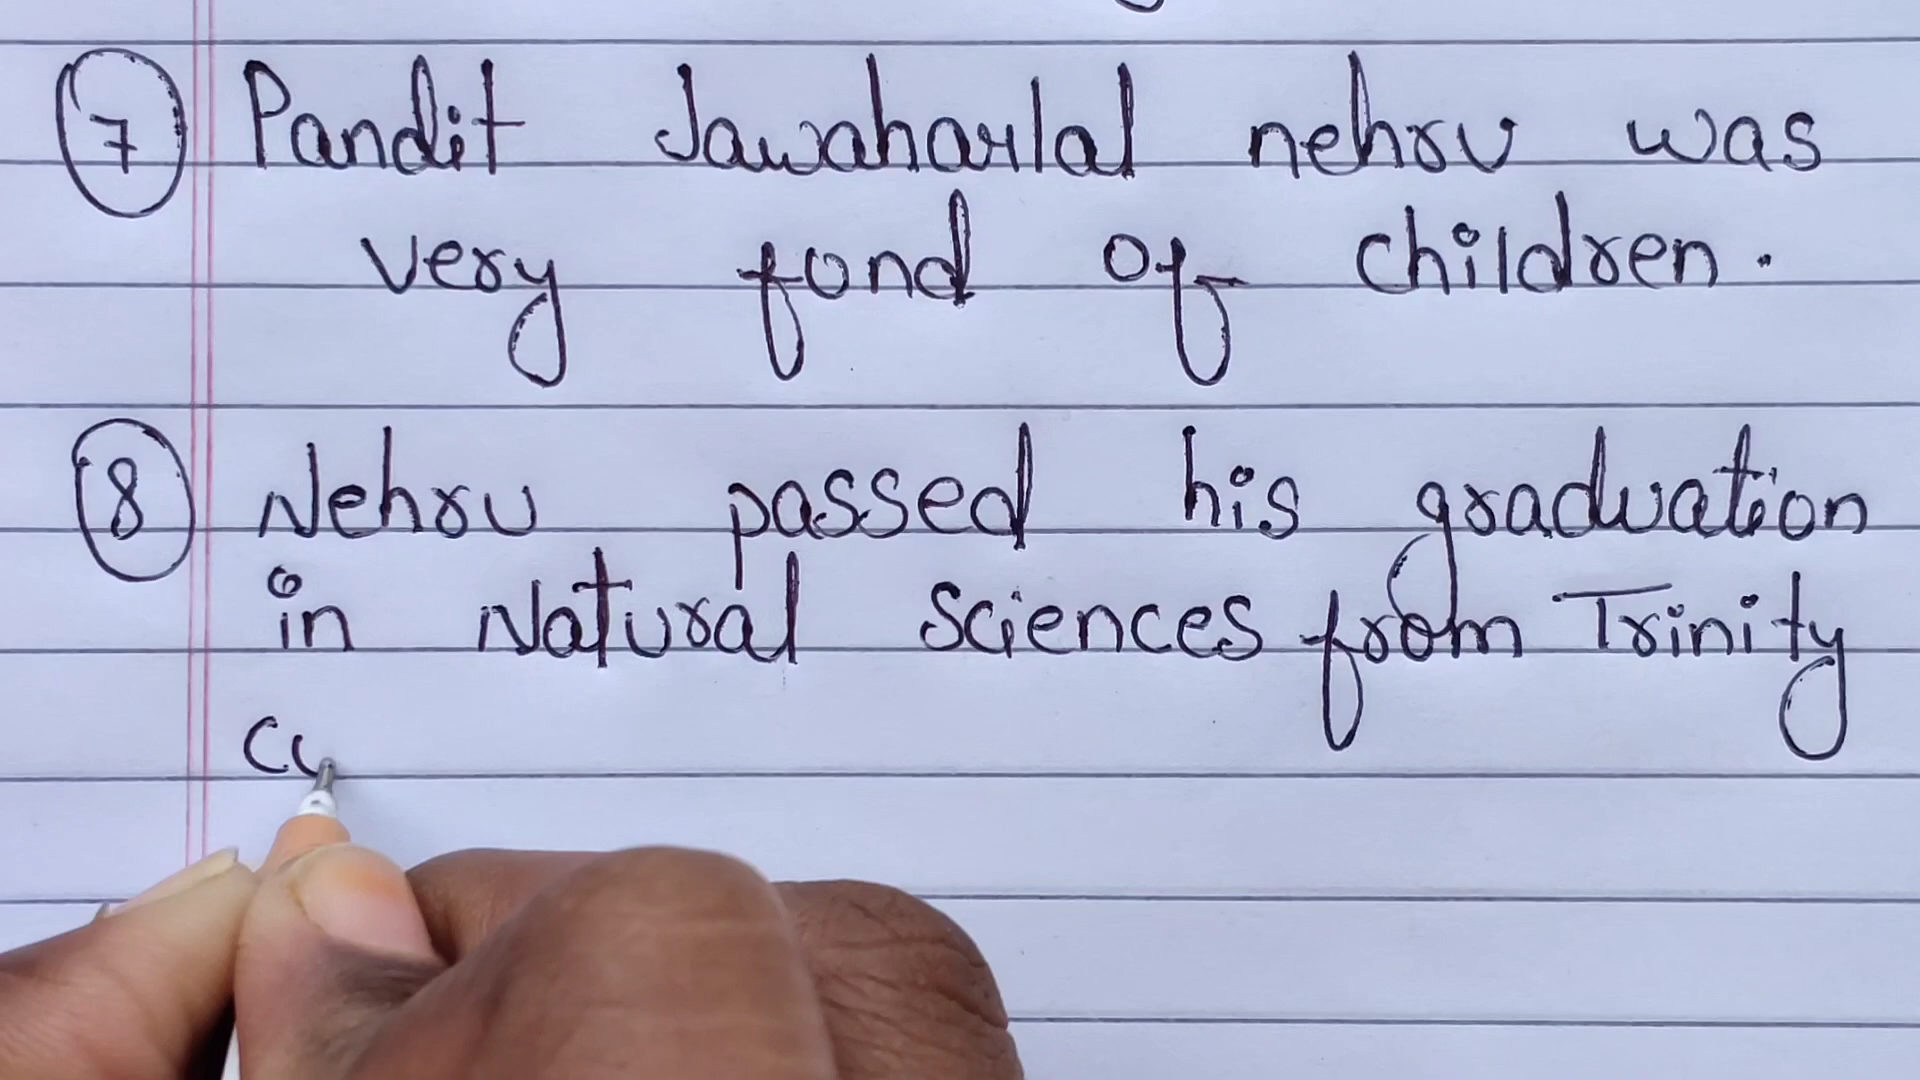 7 Pandit Jawaharlal nehru was
very fond of children.
8 Nehru passed his graduation
in Natural Sciences from Trinity